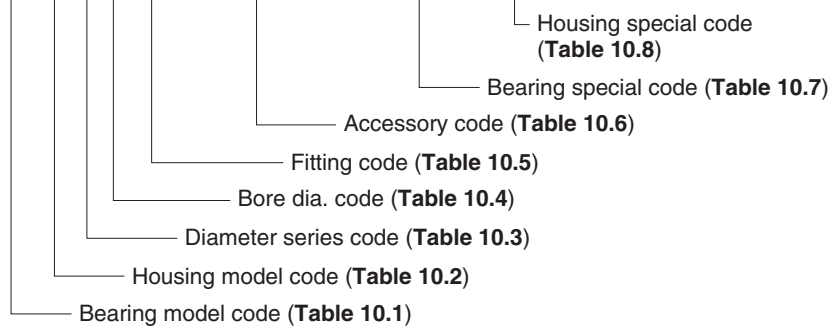 Housing special code
(Table 10.8)
Bearing special code (Table 10.7)
Accessory code (Table 10.6)
Fitting code (Table 10.5)
Bore dia. code (Table 10.4)
Diameter series code (Table 10.3)
Housing model code (Table 10.2)
Bearing model code (Table 10.1)